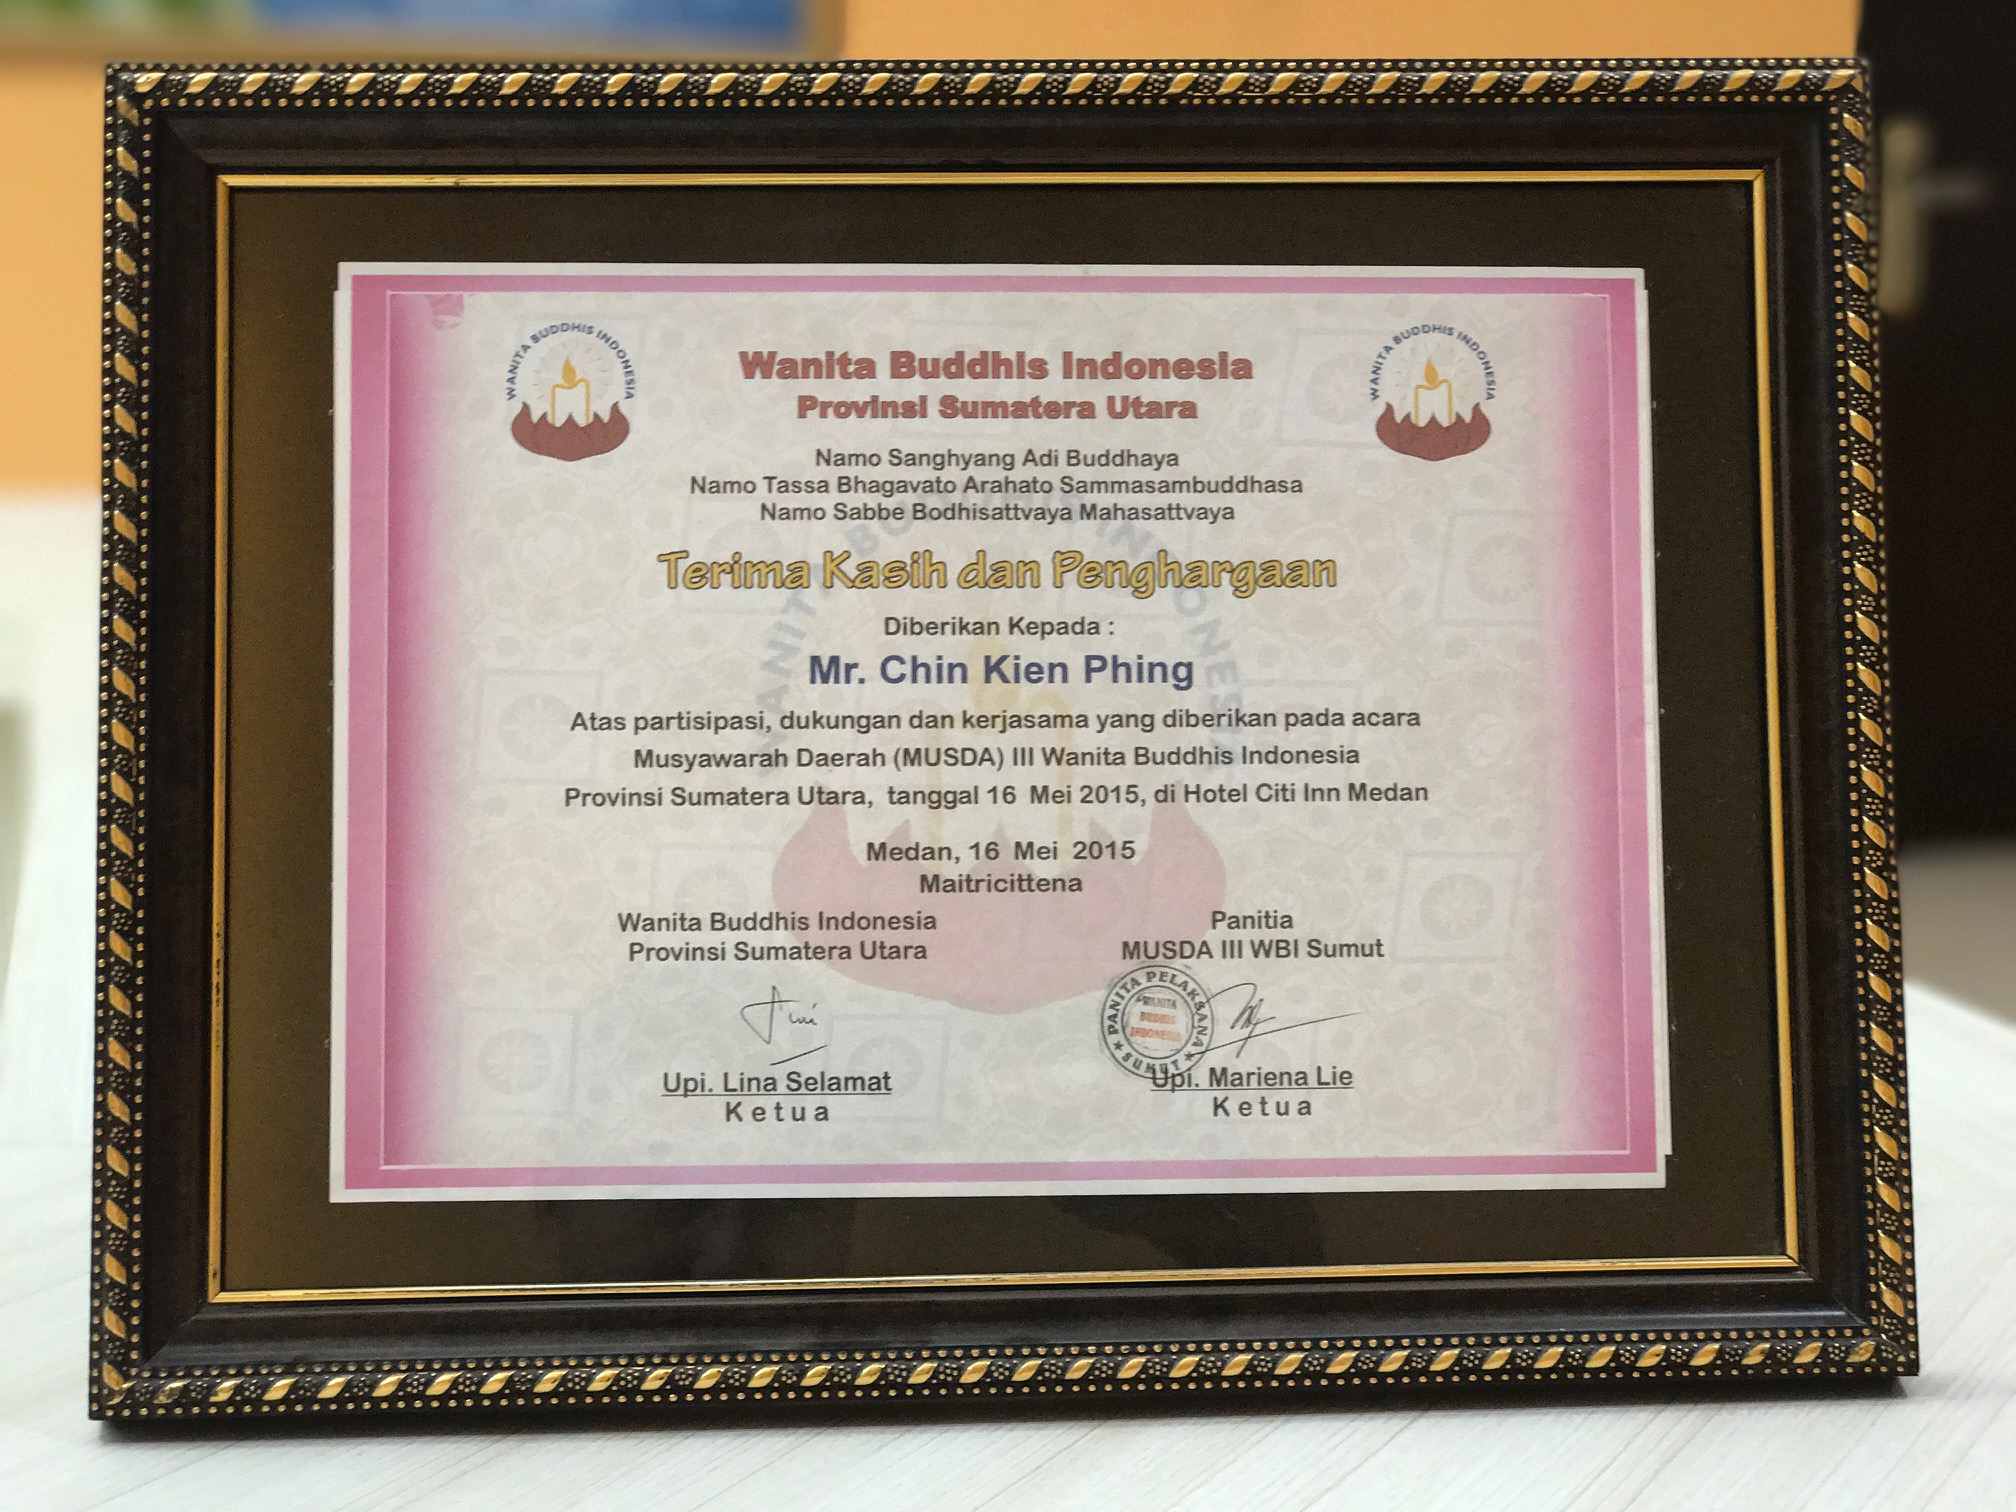 WANITA BUDDHIS INDONESIA
WANITA BUDDHIS INDONESIA
Wanita Buddhis Indonesia
Provinsi Sumatera Utara
Namo Sanghyang Adi Buddhaya
Namo Tassa Bhagavato Arahato Sammasambuddhasa
Namo Sabbe Bodhisattvaya Mahasattvaya
Terima Kasih dan Penghargaan
Diberikan Kepada :
Mr. Chin Kien Phing
Atas partisipasi, dukungan dan kerjasama yang diberikan pada acara
Musyawarah Daerah (MUSDA) III Wanita Buddhis Indonesia
Provinsi Sumatera Utara, tanggal 16 Mei 2015, di Hotel Citi Inn Medan
WANITA BUDDHIS INDONESIA
Medan, 16 Mei 2015
Maitricittena
Wanita Buddhis Indonesia
Provinsi Sumatera Utara
Panitia
MUSDA III WBI Sumut
PANITA PELAKSANA
WANITA
BUDHIS
INDONESIA
SUMUT
Upi. Lina Selamat
Ketua
Upi. Mariena Lie
Ketua